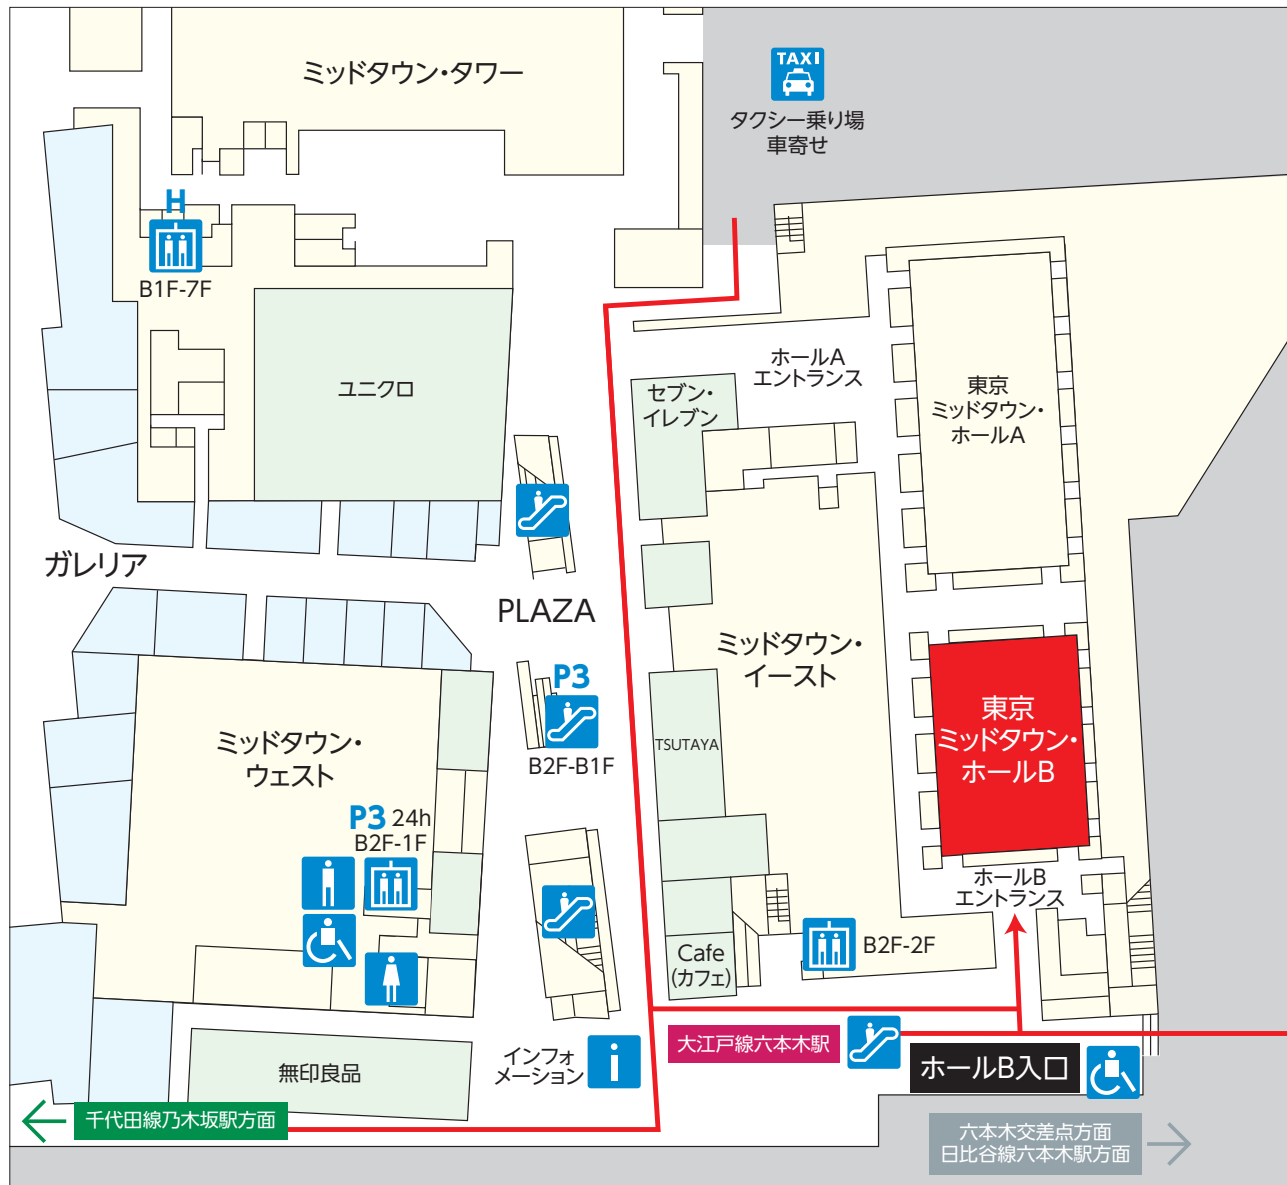 ミッドタウン・タワー
TAXI
タクシー乗り場
車寄せ
H
B1F-7F
ユニクロ
ホールA
エントランス
セブン・
イレブン
東京
ミッドタウン・
ホールA
ガレリア
PLAZA
ミッドタウン・
イースト
P3
B2F-B1F
TSUTAYA
東京
ミッドタウン・
ホールB
ミッドタウン・
ウェスト
P3 24h
B2F-1F
ホールB
エントランス
Cafe
(カフェ)
B2F-2F
大江戸線六本木駅
インフォ
メーション
i
ホールB入口
無印良品
千代田線乃木坂駅方面
六本木交差点方面
日比谷線六本木駅方面